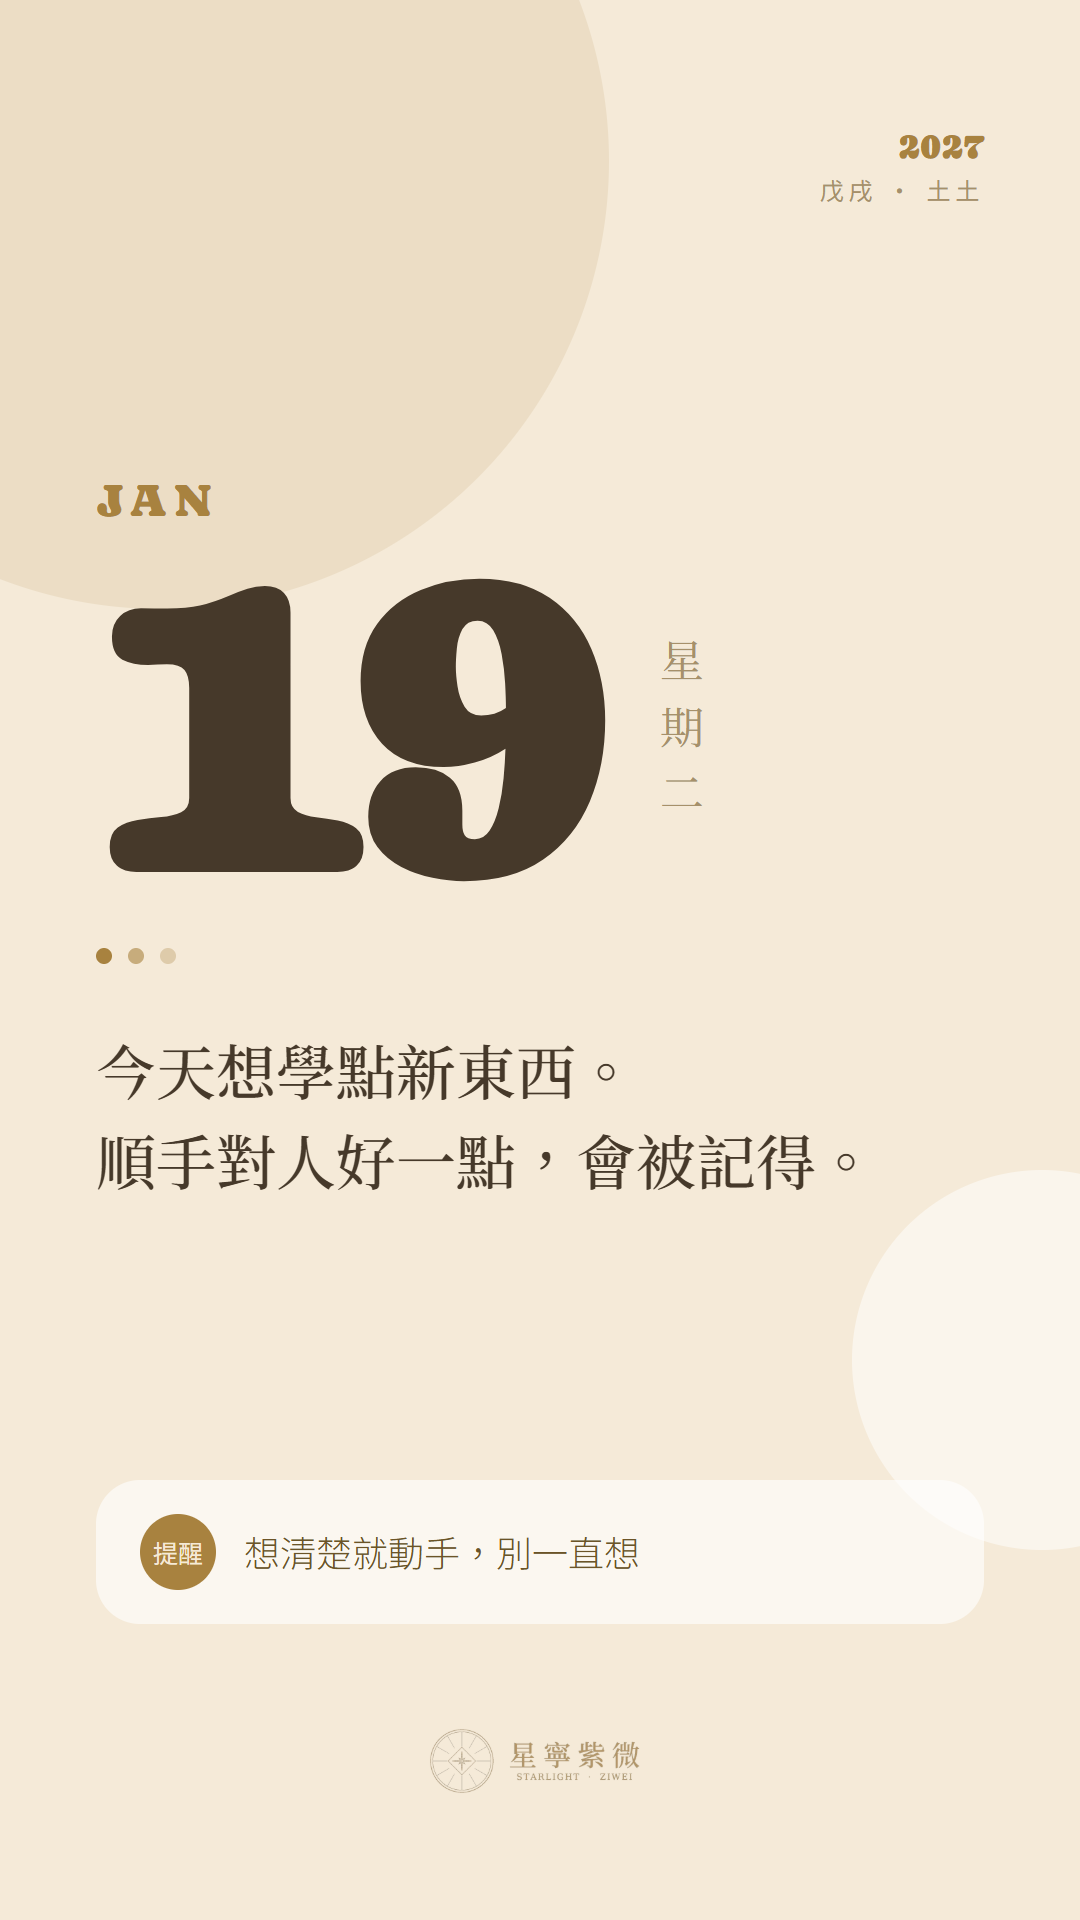 2027
戊戌 · 土土
JAN
19
星期二
今天想學點新東西。
順手對人好一點，會被記得。
提醒
想清楚就動手，別一直想
星寧紫微
STARLIGHT · ZIWEI